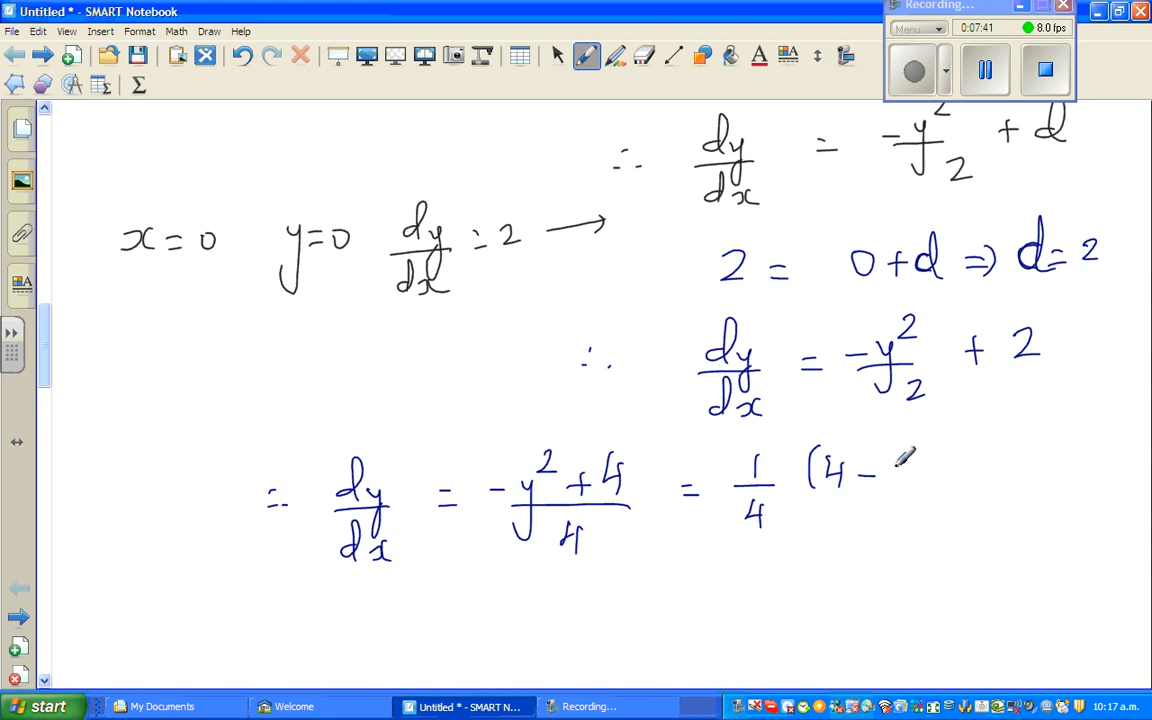 Untitled * - SMART Notebook
Recording...
File Edit View Insert Format Math Draw Help
Menu 0:07:41 8.0 fps
∴ dy/dx = -y²/2 + d
x = 0 y = 0 dy/dx = 2 →
2 = 0 + d ⇒ d = 2
∴ dy/dx = -y²/2 + 2
∴ dy/dx = (-y² + 4)/4 = 1/4 (4 -
start My Documents Welcome Untitled * - SMART N... Recording... 10:17 a.m.